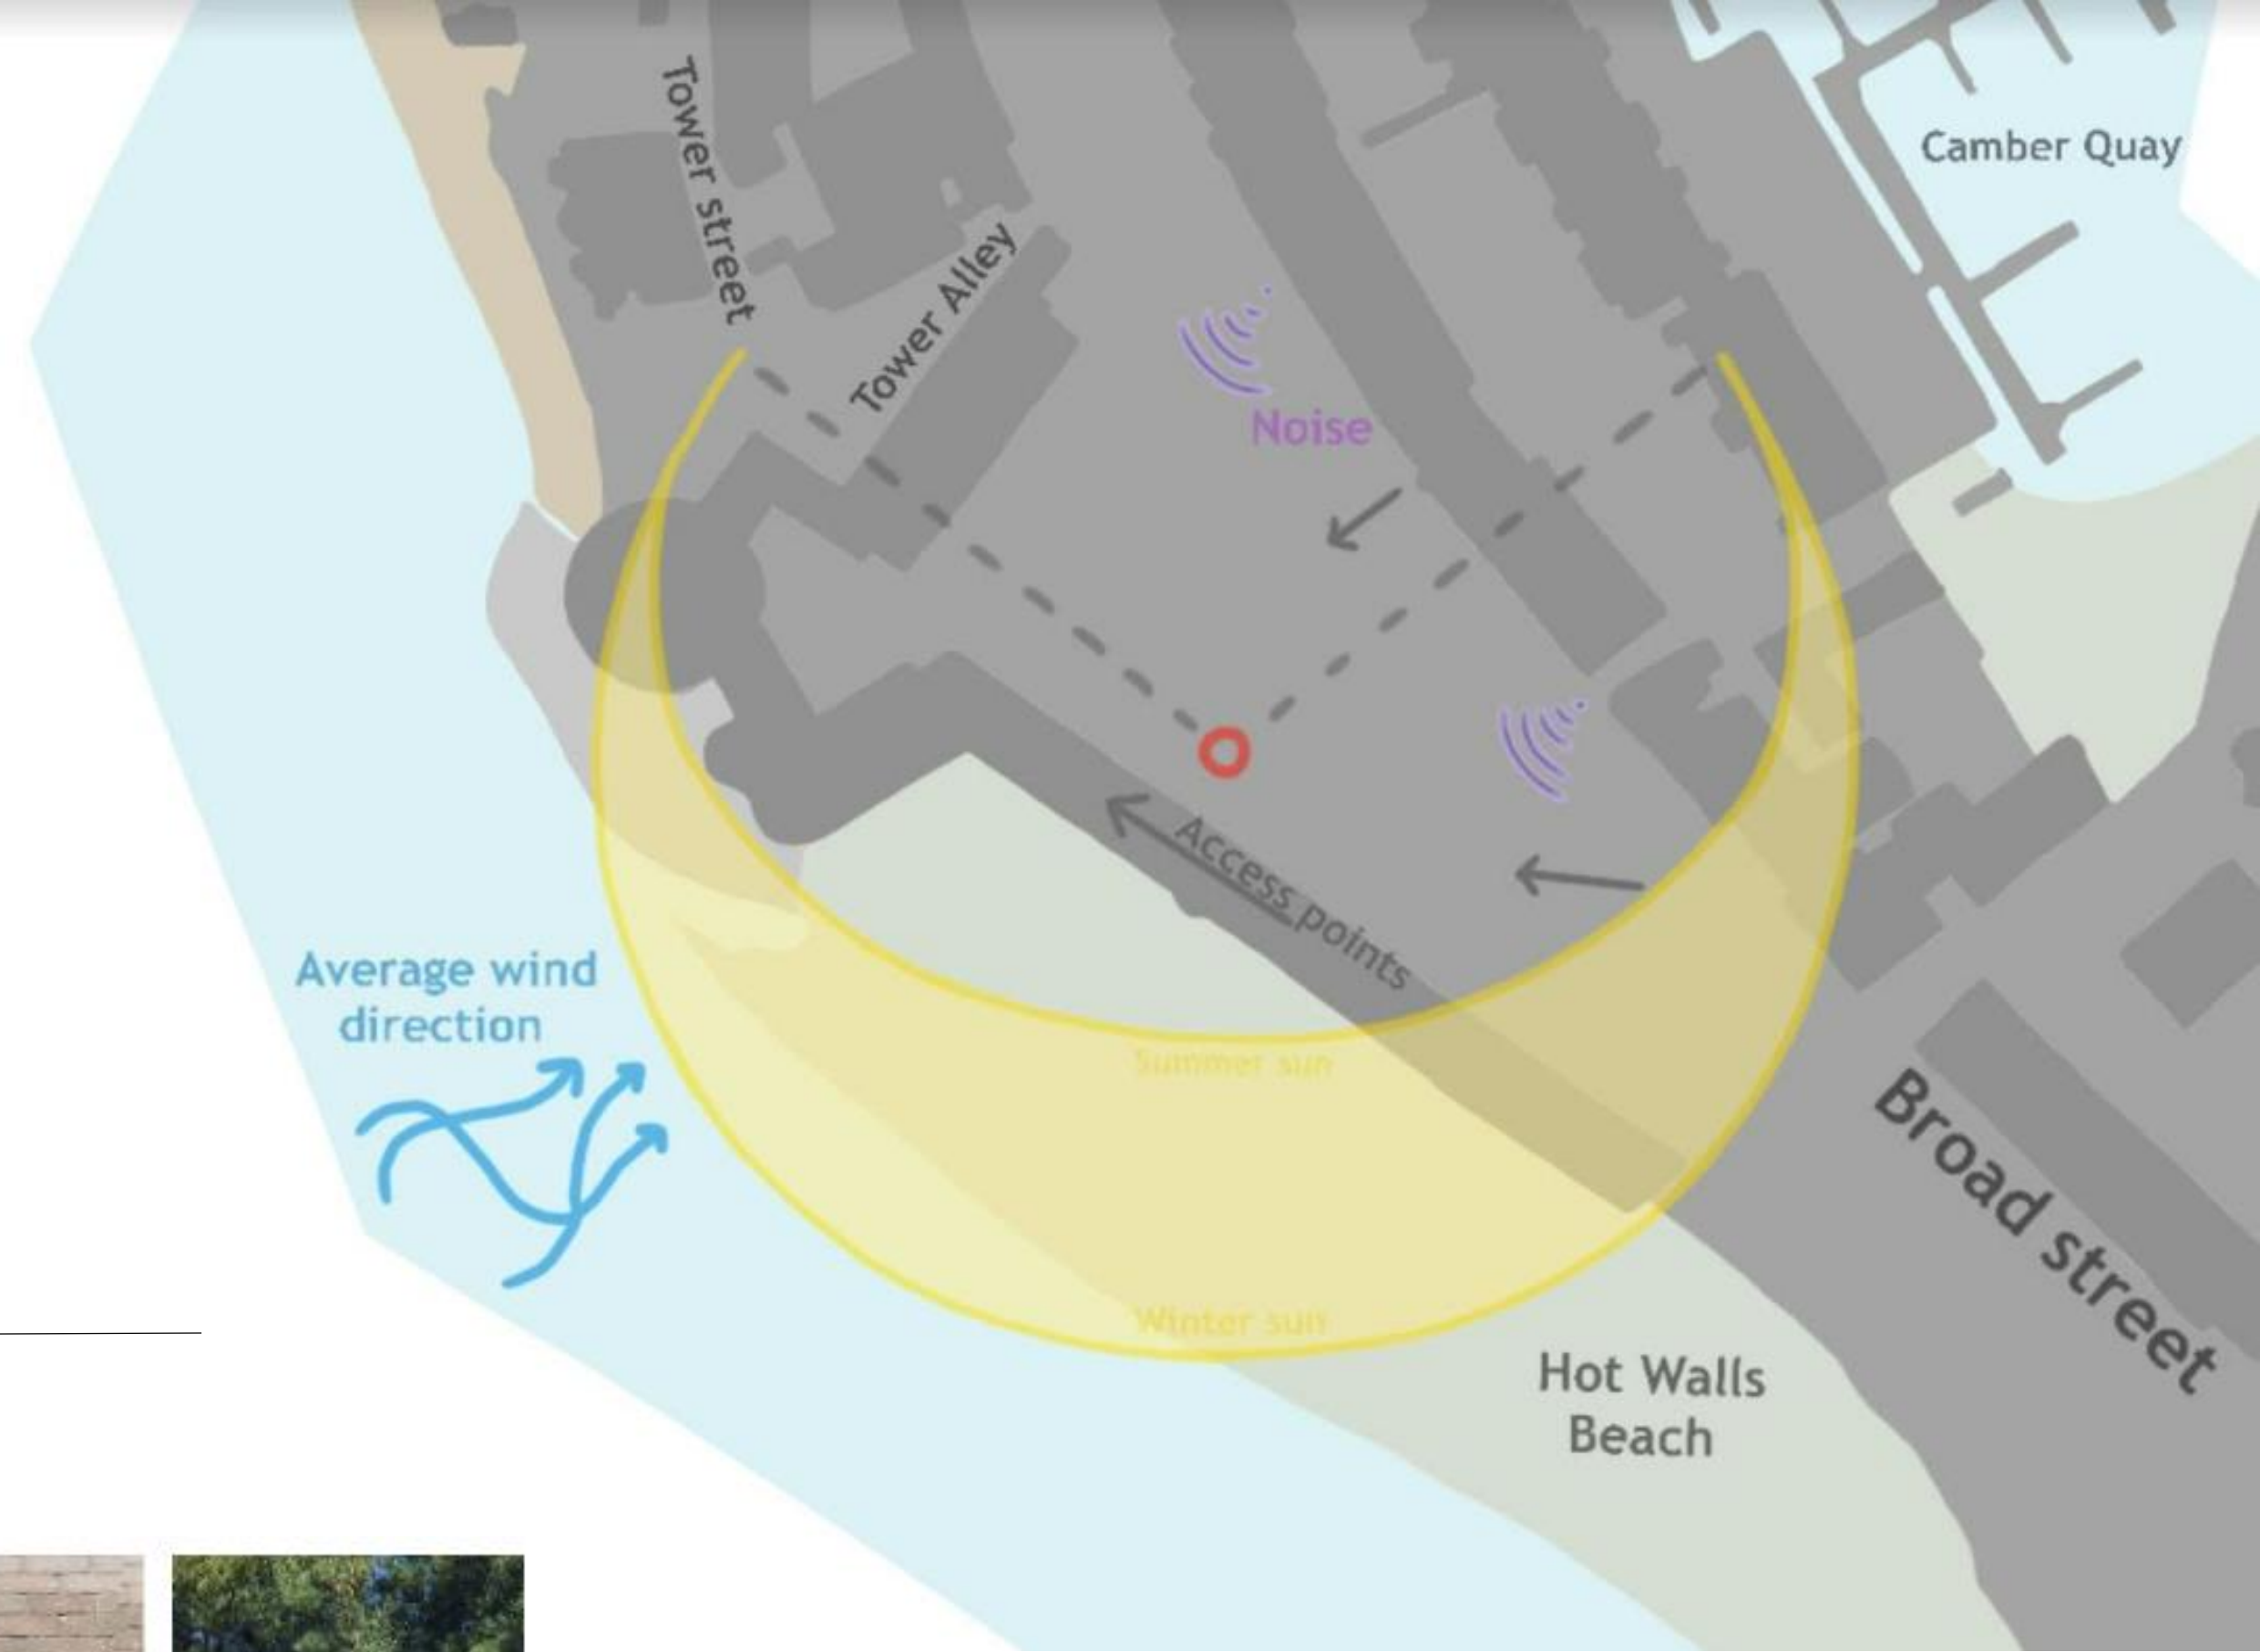 Tower street
Camber Quay
Tower Alley
Noise
Access points
Average wind
direction
Summer sun
Broad street
Winter sun
Hot Walls
Beach